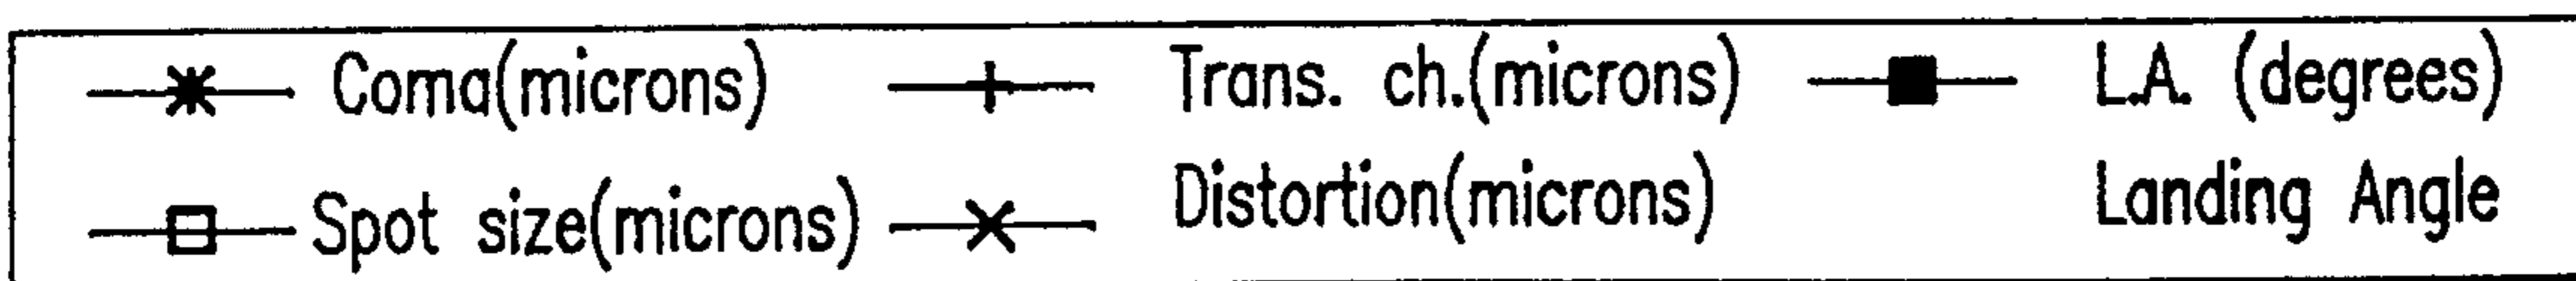 Coma(microns) Trans. ch.(microns) L.A. (degrees)
Spot size(microns) Distortion(microns) Landing Angle